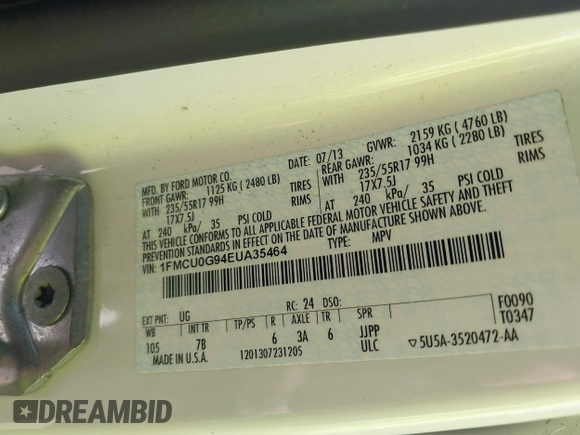 MFD. BY FORD MOTOR CO.
DATE: 07/13 GVWR: 2159 KG ( 4760 LB)
FRONT GAWR: 1125 KG ( 2480 LB) REAR GAWR: 1034 KG ( 2280 LB)
WITH 235/55R17 99H TIRES WITH 235/55R17 99H TIRES
17X7.5J RIMS 17X7.5J RIMS
AT 240 kPa/ 35 PSI COLD AT 240 kPa/ 35 PSI COLD
THIS VEHICLE CONFORMS TO ALL APPLICABLE FEDERAL MOTOR VEHICLE SAFETY AND THEFT
PREVENTION STANDARDS IN EFFECT ON THE DATE OF MANUFACTURE SHOWN ABOVE.
VIN: 1FMCU0G94EUA35464
TYPE: MPV
EXT PNT: UG RC: 24 DSO: F0090
WB INT TR TP/PS R AXLE TR SPR T0347
105 7B 6 3A 6 JJPP
MADE IN U.S.A. 1201307231205 ULC ▽5U5A-3520472-AA
DREAMBID